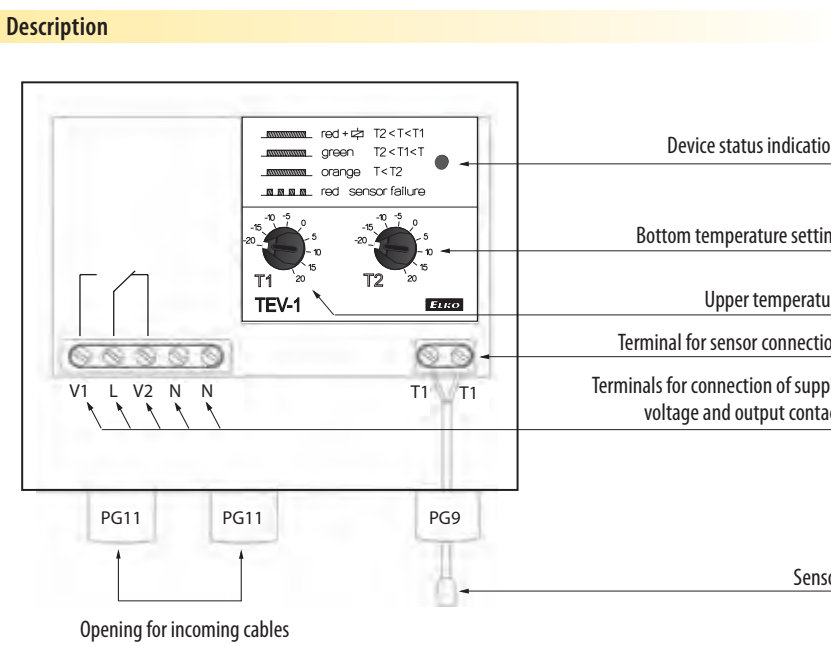 Description
red + T2<T<T1
green T2<T1<T
orange T<T2
red sensor failure
Device status indicatio
-20 -15 -10 -5 0 5 10 15 20
-20 -15 -10 -5 0 5 10 15 20
Bottom temperature settin
T1 T2
TEV-1 ELKO
Upper temperatu
Terminal for sensor connectio
V1 L V2 N N
T1 T1
Terminals for connection of supp
voltage and output conta
PG11 PG11 PG9
Senso
Opening for incoming cables